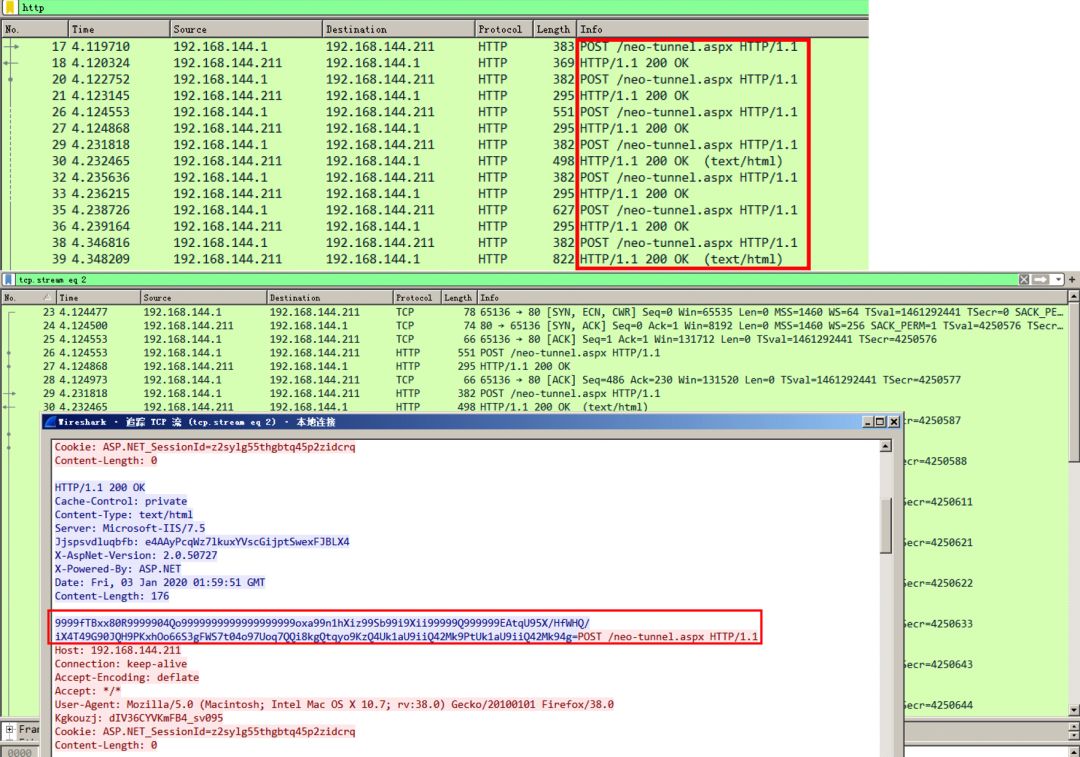 http
No. Time Source Destination Protocol Length Info
17 4.119710 192.168.144.1 192.168.144.211 HTTP 383 POST /neo-tunnel.aspx HTTP/1.1
18 4.120324 192.168.144.211 192.168.144.1 HTTP 369 HTTP/1.1 200 OK
20 4.122752 192.168.144.1 192.168.144.211 HTTP 382 POST /neo-tunnel.aspx HTTP/1.1
21 4.123145 192.168.144.211 192.168.144.1 HTTP 295 HTTP/1.1 200 OK
26 4.124553 192.168.144.1 192.168.144.211 HTTP 551 POST /neo-tunnel.aspx HTTP/1.1
27 4.124868 192.168.144.211 192.168.144.1 HTTP 295 HTTP/1.1 200 OK
29 4.231818 192.168.144.1 192.168.144.211 HTTP 382 POST /neo-tunnel.aspx HTTP/1.1
30 4.232465 192.168.144.211 192.168.144.1 HTTP 498 HTTP/1.1 200 OK (text/html)
32 4.235636 192.168.144.1 192.168.144.211 HTTP 382 POST /neo-tunnel.aspx HTTP/1.1
33 4.236215 192.168.144.211 192.168.144.1 HTTP 295 HTTP/1.1 200 OK
35 4.238726 192.168.144.1 192.168.144.211 HTTP 627 POST /neo-tunnel.aspx HTTP/1.1
36 4.239164 192.168.144.211 192.168.144.1 HTTP 295 HTTP/1.1 200 OK
38 4.346816 192.168.144.1 192.168.144.211 HTTP 382 POST /neo-tunnel.aspx HTTP/1.1
39 4.348209 192.168.144.211 192.168.144.1 HTTP 822 HTTP/1.1 200 OK (text/html)
tcp.stream eq 2
No. Time Source Destination Protocol Length Info
23 4.124477 192.168.144.1 192.168.144.211 TCP 78 65136 → 80 [SYN, ECN, CWR] Seq=0 Win=65535 Len=0 MSS=1460 WS=64 TSval=1461292441 TSecr=0 SACK_PE…
24 4.124500 192.168.144.211 192.168.144.1 TCP 74 80 → 65136 [SYN, ACK] Seq=0 Ack=1 Win=8192 Len=0 MSS=1460 WS=256 SACK_PERM=1 TSval=4250576 TSecr…
25 4.124553 192.168.144.1 192.168.144.211 TCP 66 65136 → 80 [ACK] Seq=1 Ack=1 Win=131712 Len=0 TSval=1461292441 TSecr=4250576
26 4.124553 192.168.144.1 192.168.144.211 HTTP 551 POST /neo-tunnel.aspx HTTP/1.1
27 4.124868 192.168.144.211 192.168.144.1 HTTP 295 HTTP/1.1 200 OK
28 4.124973 192.168.144.1 192.168.144.211 TCP 66 65136 → 80 [ACK] Seq=486 Ack=230 Win=131520 Len=0 TSval=1461292441 TSecr=4250577
29 4.231818 192.168.144.1 192.168.144.211 HTTP 382 POST /neo-tunnel.aspx HTTP/1.1
30 4.232465 192.168.144.211 192.168.144.1 HTTP 498 HTTP/1.1 200 OK (text/html)
ecr=4250587
ecr=4250588
Secr=4250611
Secr=4250621
Secr=4250622
Secr=4250633
Secr=4250643
Secr=4250644
Wireshark · 追踪 TCP 流 (tcp.stream eq 2) · 本地连接
Cookie: ASP.NET_SessionId=z2sylg55thgbtq45p2zidcrq
Content-Length: 0
HTTP/1.1 200 OK
Cache-Control: private
Content-Type: text/html
Server: Microsoft-IIS/7.5
Jjspsvdluqbfb: e4AAyPcqWz7lkuxYVscGijptSwexFJBLX4
X-AspNet-Version: 2.0.50727
X-Powered-By: ASP.NET
Date: Fri, 03 Jan 2020 01:59:51 GMT
Content-Length: 176
9999fTBxx80R9999904Qo9999999999999999999oxa99n1hXiz99Sb99i9Xii99999Q999999EAtqU95X/HfWHQ/
iX4T49G90JQH9PKxhOo66S3gFWS7t04o97Uoq7QQi8kgQtqyo9KzQ4Uk1aU9iiQ42Mk9PtUk1aU9iiQ42Mk94g=POST /neo-tunnel.aspx HTTP/1.1
Host: 192.168.144.211
Connection: keep-alive
Accept-Encoding: deflate
Accept: */*
User-Agent: Mozilla/5.0 (Macintosh; Intel Mac OS X 10.7; rv:38.0) Gecko/20100101 Firefox/38.0
Kgkouzj: dIV36CYVKmFB4_sv095
Cookie: ASP.NET_SessionId=z2sylg55thgbtq45p2zidcrq
Content-Length: 0
Fram
0000